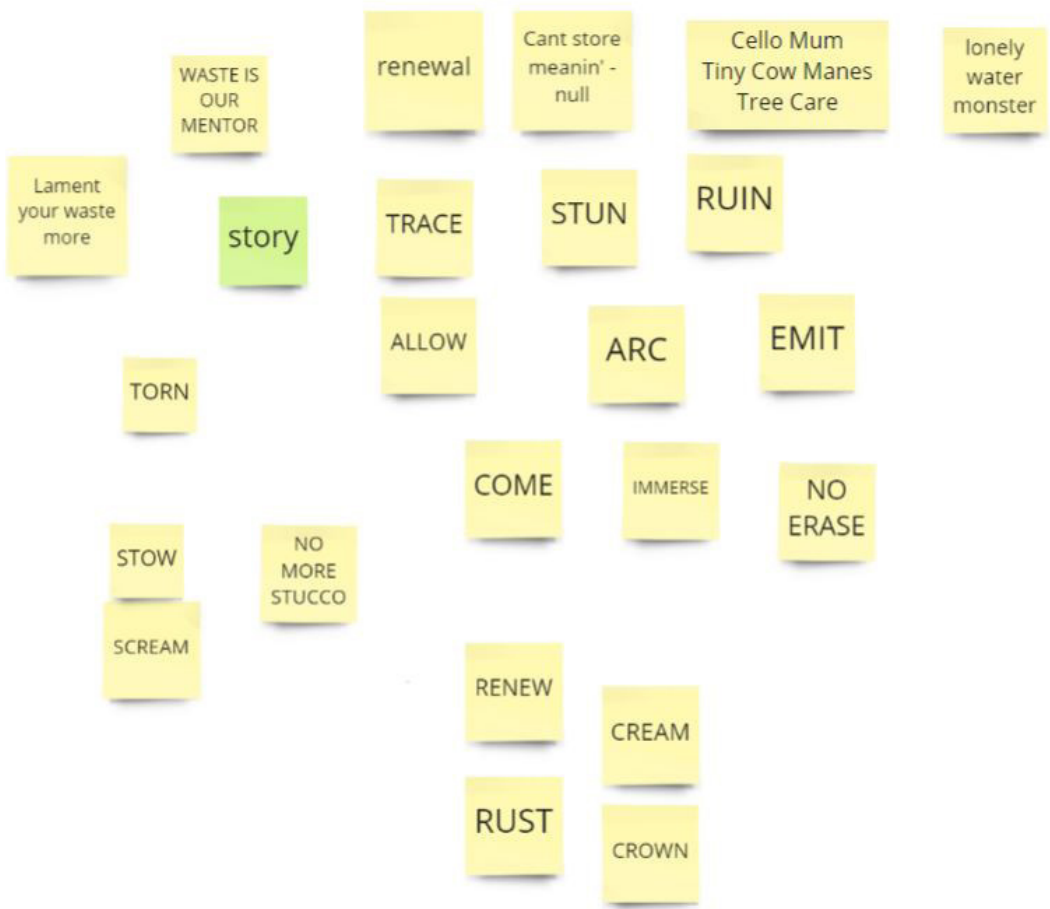 WASTE IS
OUR
MENTOR
renewal
Cant store
meanin' -
null
Cello Mum
Tiny Cow Manes
Tree Care
lonely
water
monster
Lament
your waste
more
story
TRACE
STUN
RUIN
ALLOW
ARC
EMIT
TORN
COME
IMMERSE
NO
ERASE
STOW
NO
MORE
STUCCO
SCREAM
RENEW
CREAM
RUST
CROWN